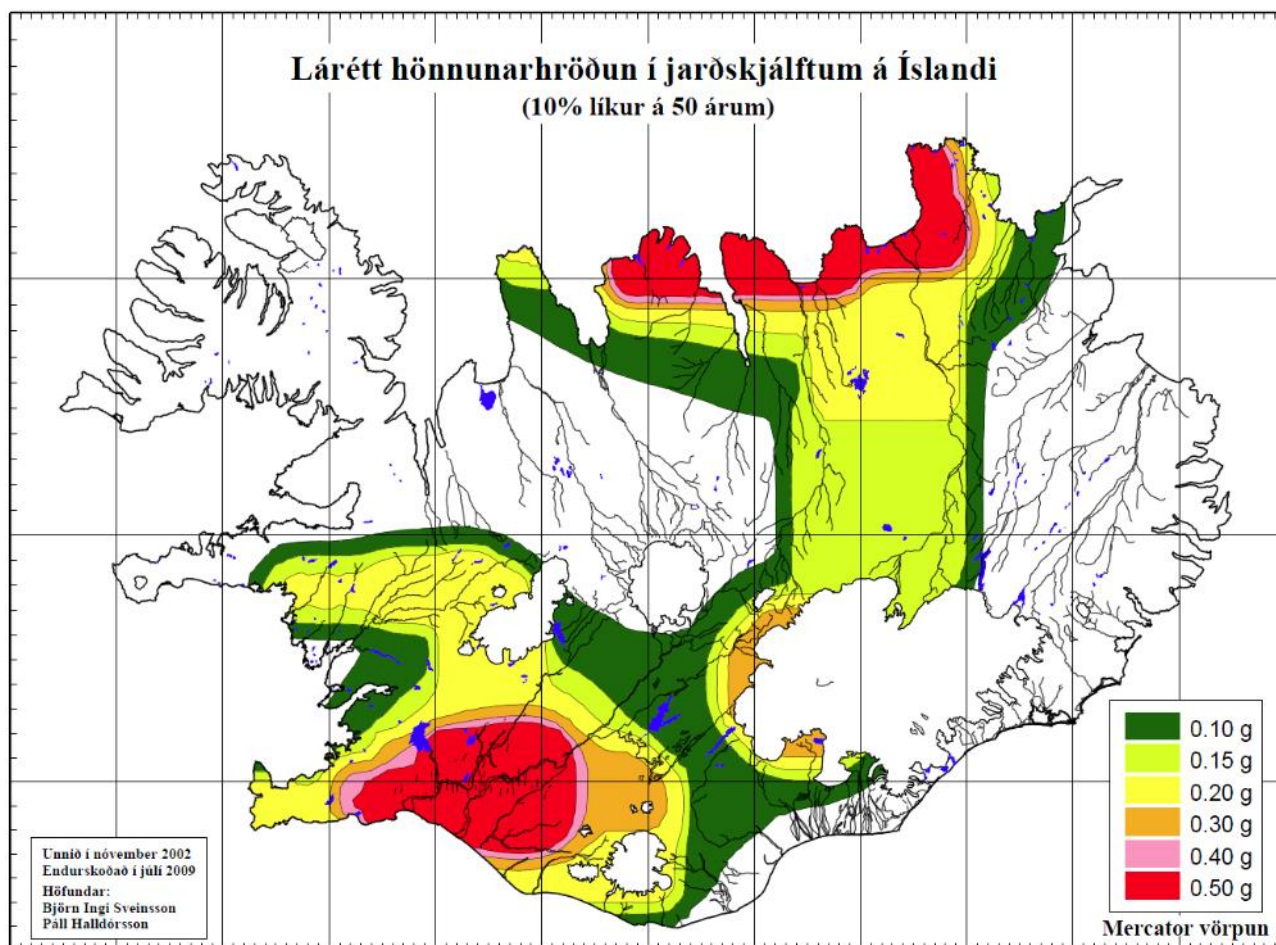 Lárétt hönnunarhröðun í jarðskjálftum á Íslandi
(10% líkur á 50 árum)
0.10 g
0.15 g
0.20 g
0.30 g
0.40 g
0.50 g
Unnið í nóvember 2002
Endurskoðað í júlí 2009
Höfundar:
Björn Ingi Sveinsson
Páll Halldórsson
Mercator vörpun